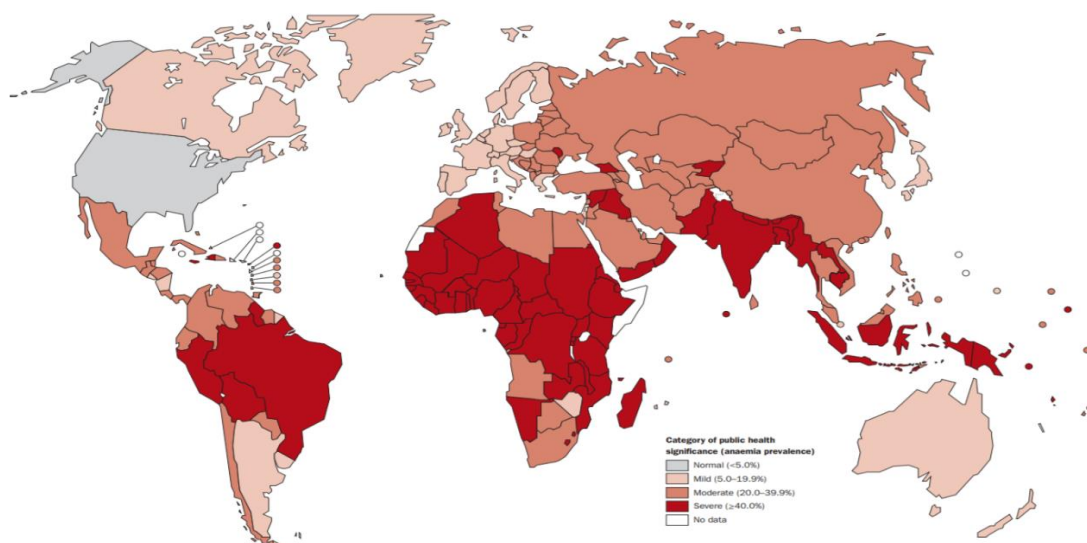 Category of public health
significance (anaemia prevalence)
Normal (<5.0%)
Mild (5.0–19.9%)
Moderate (20.0–39.9%)
Severe (≥40.0%)
No data